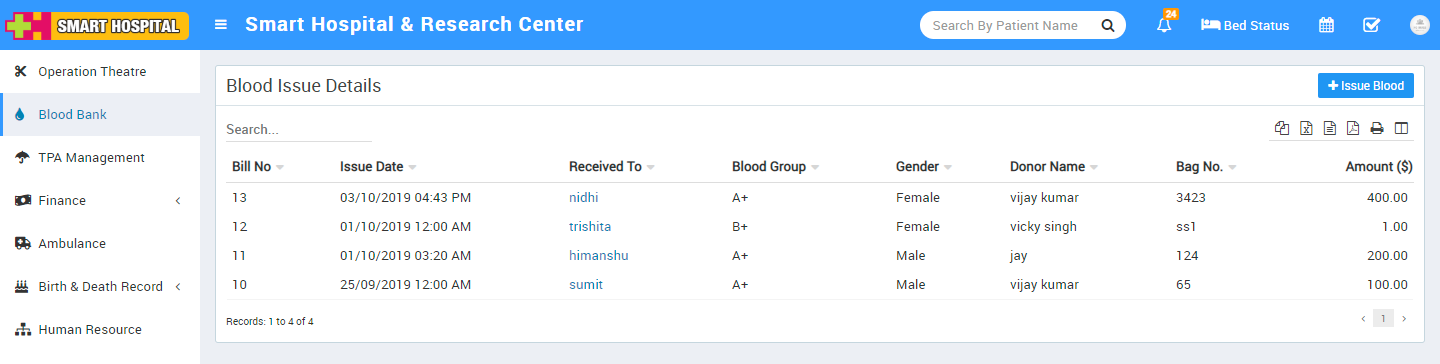 SMART HOSPITAL
Smart Hospital & Research Center
Search By Patient Name
24
Bed Status
Operation Theatre
Blood Bank
TPA Management
Finance
Ambulance
Birth & Death Record
Human Resource
Blood Issue Details
Issue Blood
Search...
Bill No Issue Date Received To Blood Group Gender Donor Name Bag No. Amount ($)
13 03/10/2019 04:43 PM nidhi A+ Female vijay kumar 3423 400.00
12 01/10/2019 12:00 AM trishita B+ Female vicky singh ss1 1.00
11 01/10/2019 03:20 AM himanshu A+ Male jay 124 200.00
10 25/09/2019 12:00 AM sumit A+ Male vijay kumar 65 100.00
Records: 1 to 4 of 4
1